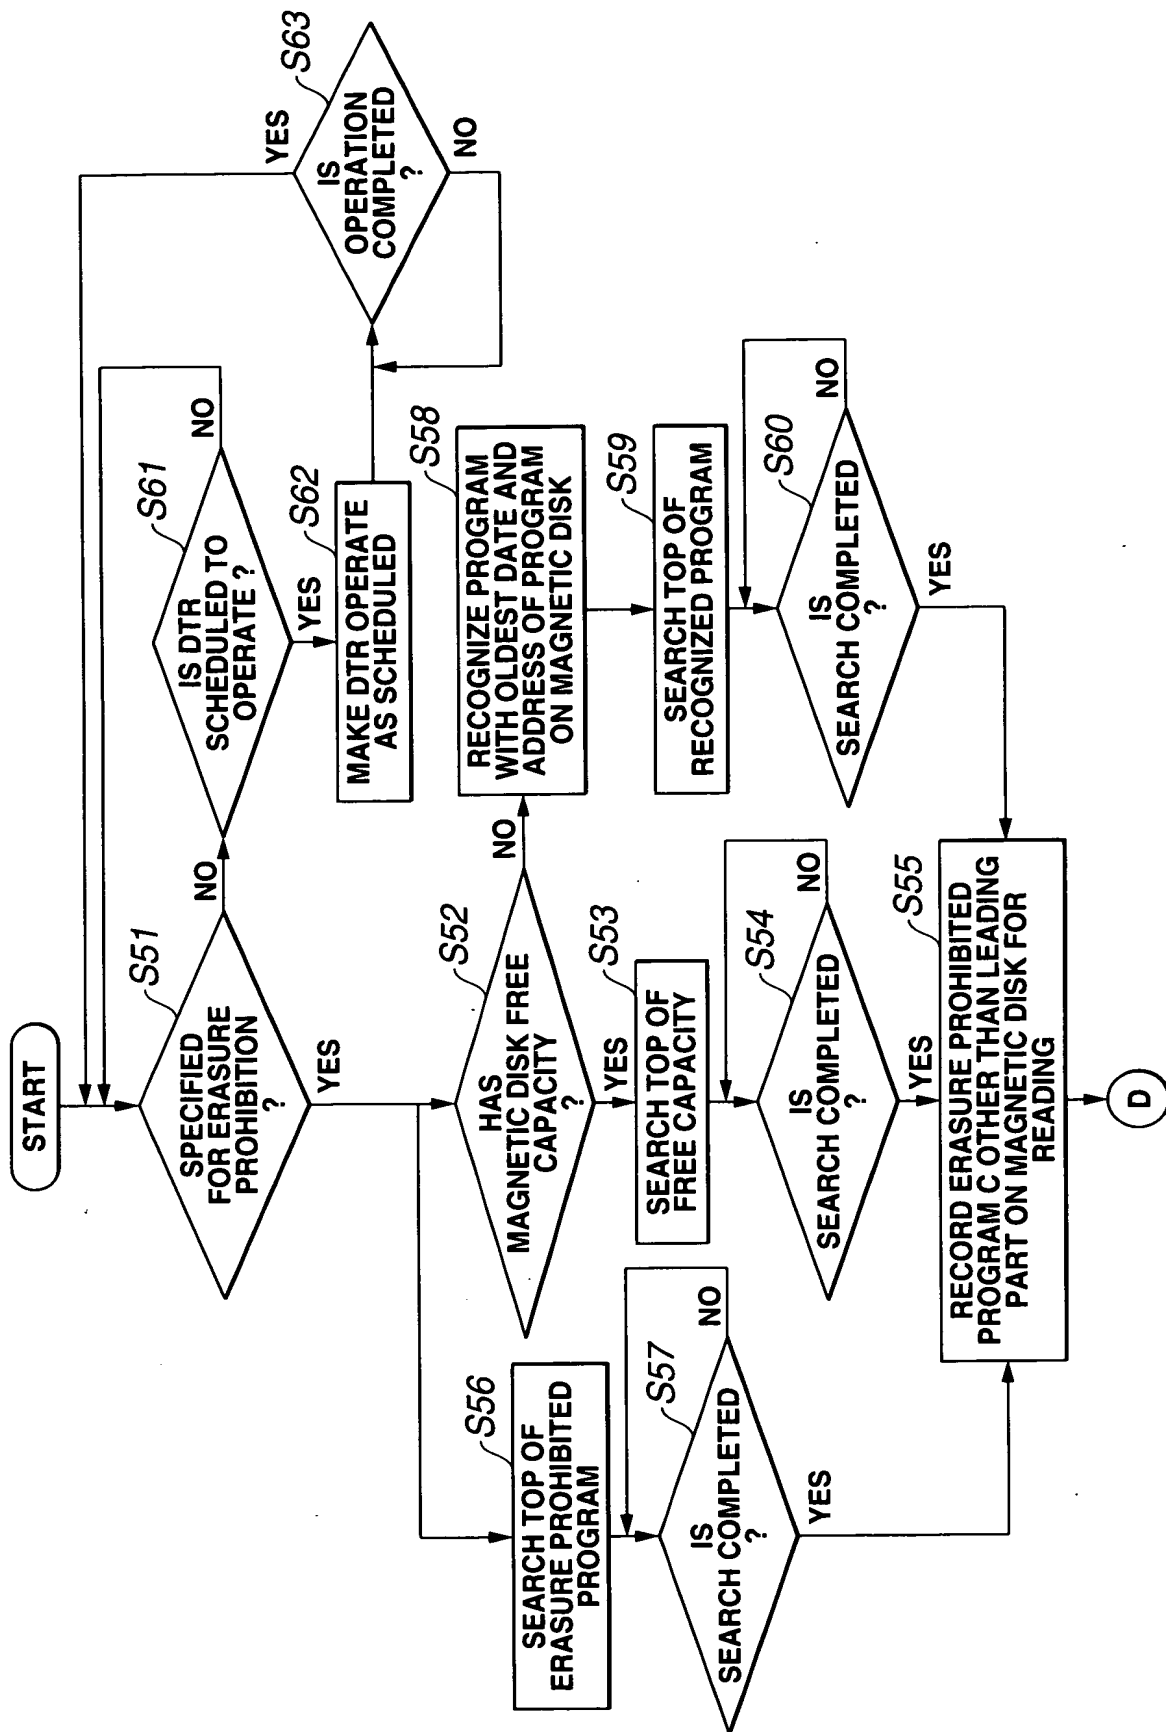 START
S51
SPECIFIED
FOR ERASURE
PROHIBITION
?
NO
YES
S61
IS DTR
SCHEDULED TO
OPERATE ?
NO
YES
S62
MAKE DTR OPERATE
AS SCHEDULED
S63
IS
OPERATION
COMPLETED
?
YES
NO
S52
HAS
MAGNETIC DISK FREE
CAPACITY
?
NO
YES
S53
SEARCH TOP OF
FREE CAPACITY
S54
IS
SEARCH COMPLETED
?
NO
YES
S56
SEARCH TOP OF
ERASURE PROHIBITED
PROGRAM
S57
IS
SEARCH COMPLETED
?
NO
YES
S58
RECOGNIZE PROGRAM
WITH OLDEST DATE AND
ADDRESS OF PROGRAM
ON MAGNETIC DISK
S59
SEARCH TOP OF
RECOGNIZED PROGRAM
S60
IS
SEARCH COMPLETED
?
NO
YES
S55
RECORD ERASURE PROHIBITED
PROGRAM C OTHER THAN LEADING
PART ON MAGNETIC DISK FOR
READING
D